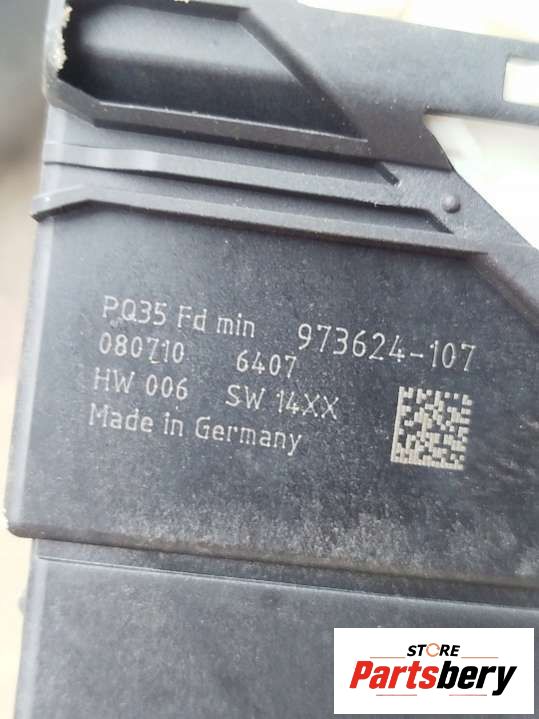 PQ35 Fd min 973624-107
080710 6407
HW 006 SW 14XX
Made in Germany
STORE
Partsbery